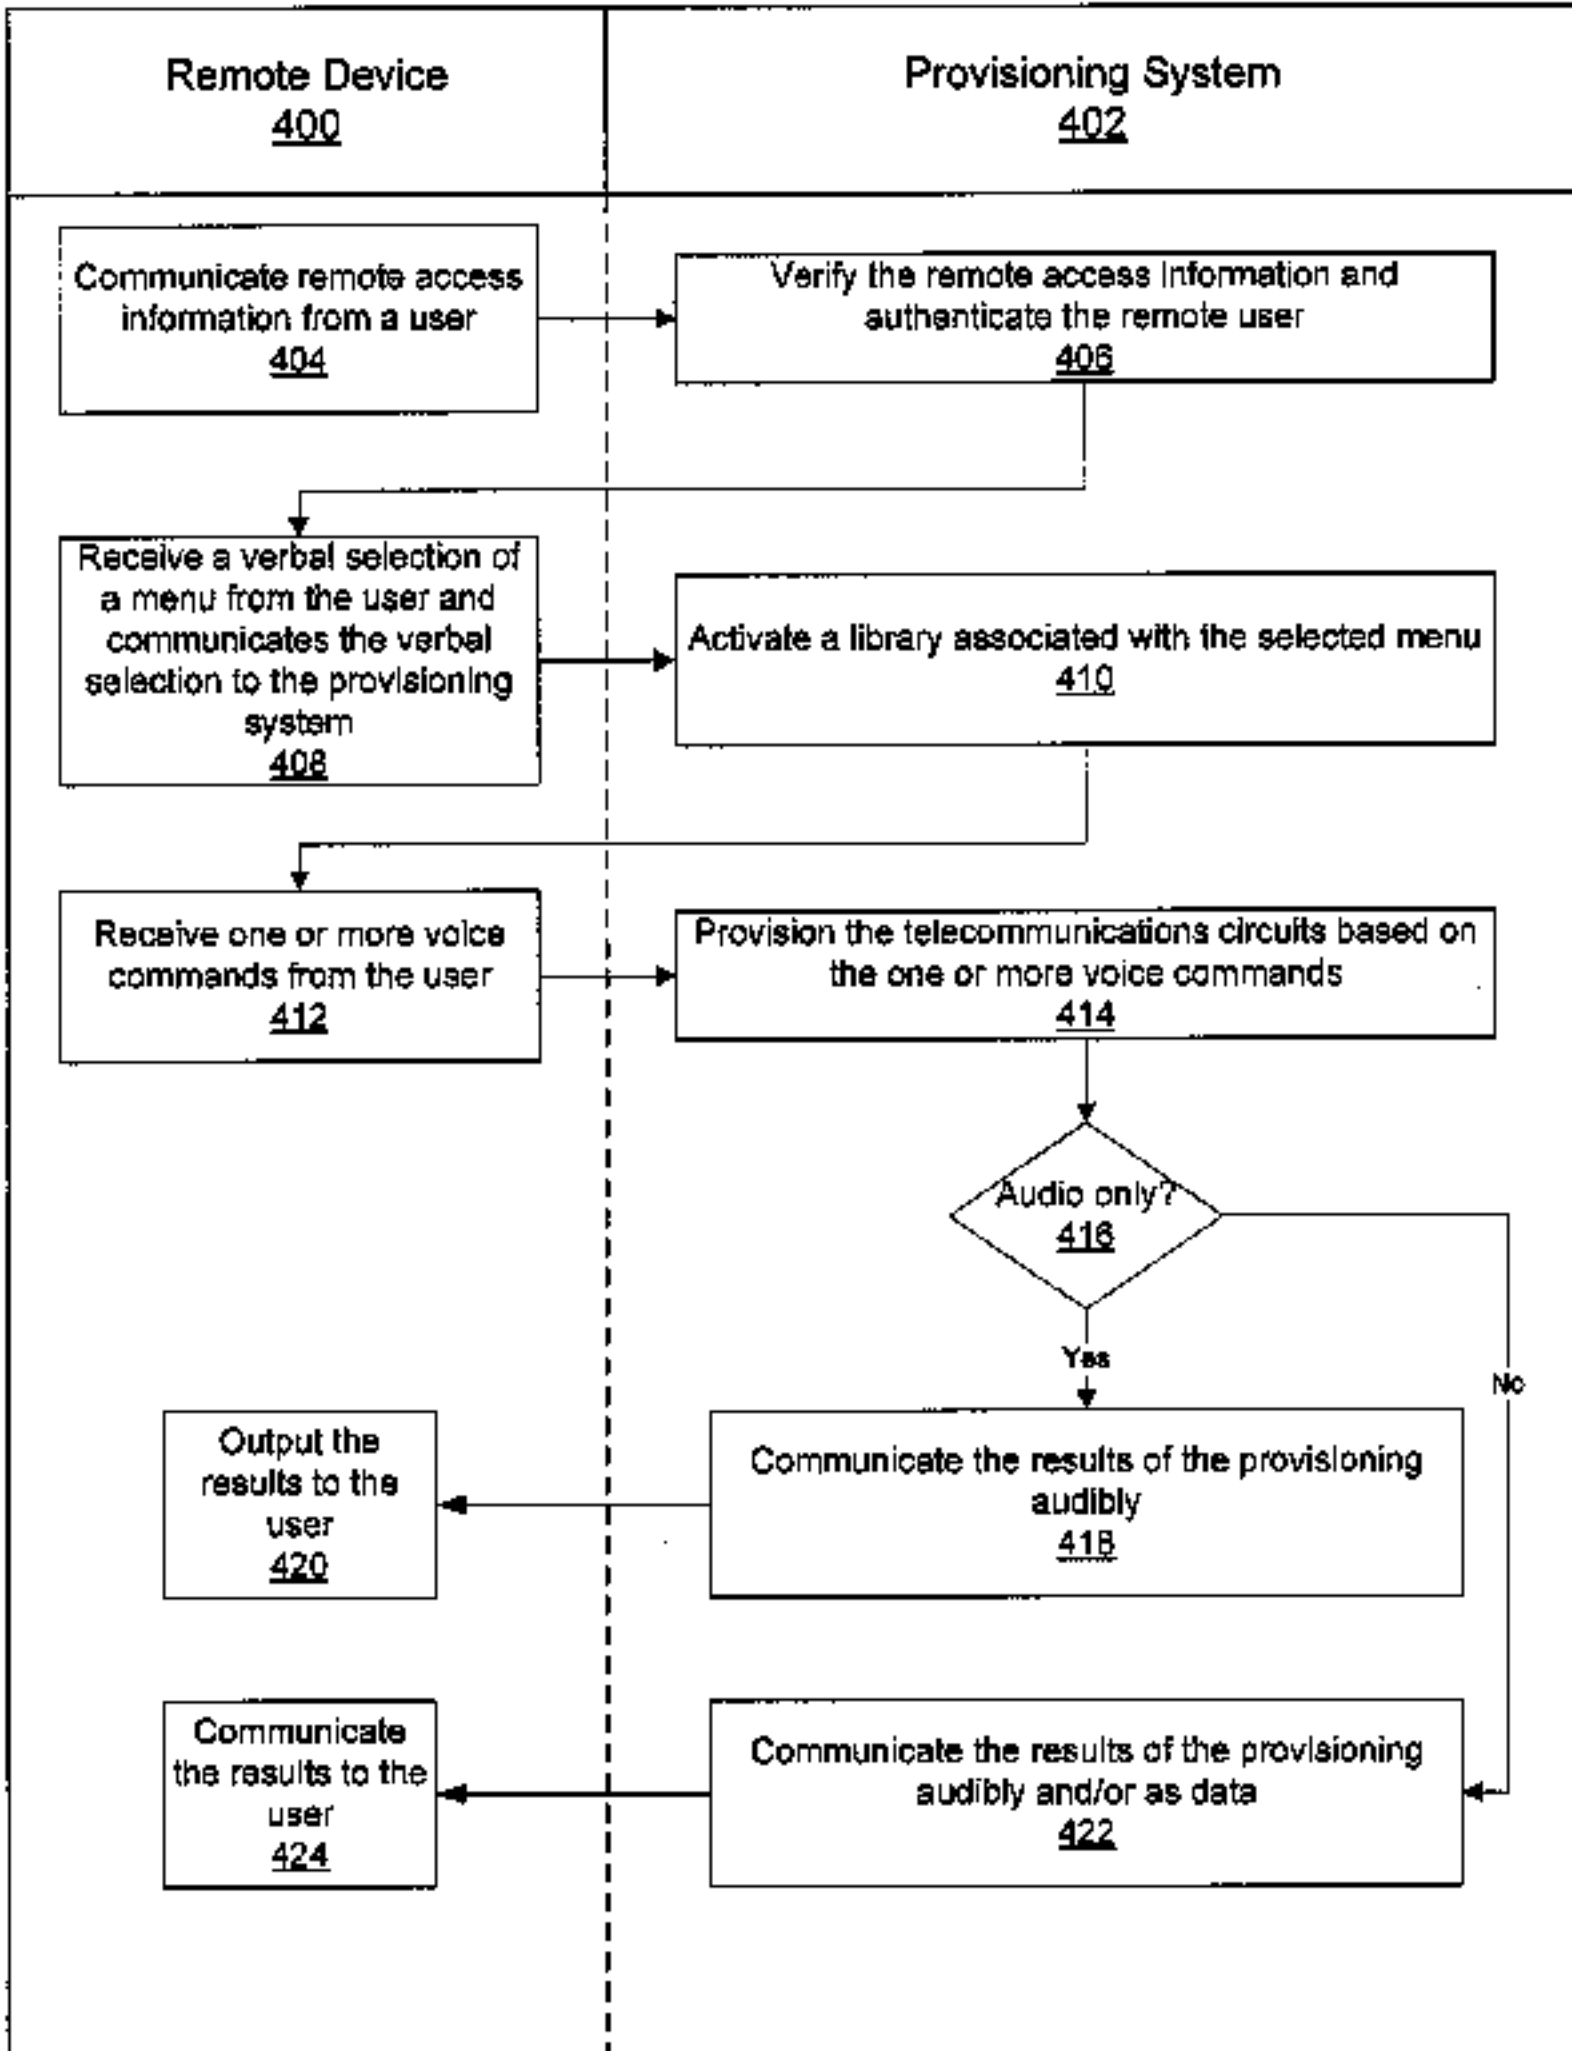 Remote Device
400
Provisioning System
402
Communicate remote access
information from a user
404
Verify the remote access information and
authenticate the remote user
406
Receive a verbal selection of
a menu from the user and
communicates the verbal
selection to the provisioning
system
408
Activate a library associated with the selected menu
410
Receive one or more voice
commands from the user
412
Provision the telecommunications circuits based on
the one or more voice commands
414
Audio only?
416
Yes
No
Output the
results to the
user
420
Communicate the results of the provisioning
audibly
418
Communicate
the results to the
user
424
Communicate the results of the provisioning
audibly and/or as data
422